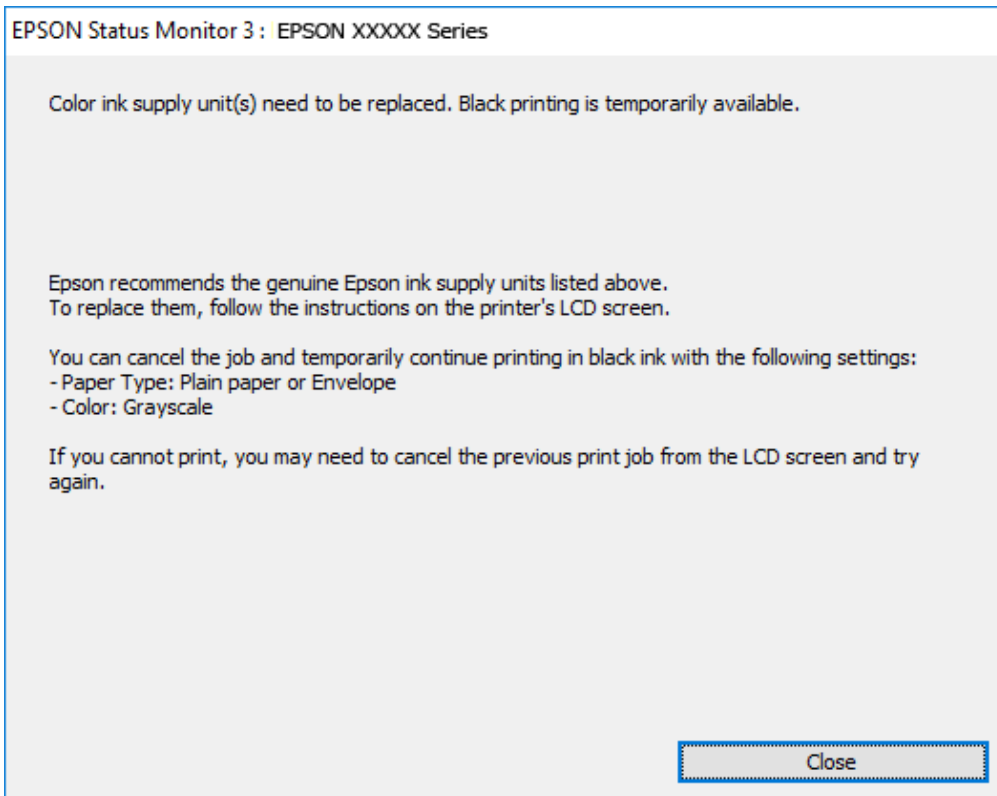 EPSON Status Monitor 3 : EPSON XXXXX Series
Color ink supply unit(s) need to be replaced. Black printing is temporarily available.
Epson recommends the genuine Epson ink supply units listed above.
To replace them, follow the instructions on the printer's LCD screen.
You can cancel the job and temporarily continue printing in black ink with the following settings:
- Paper Type: Plain paper or Envelope
- Color: Grayscale
If you cannot print, you may need to cancel the previous print job from the LCD screen and try
again.
Close